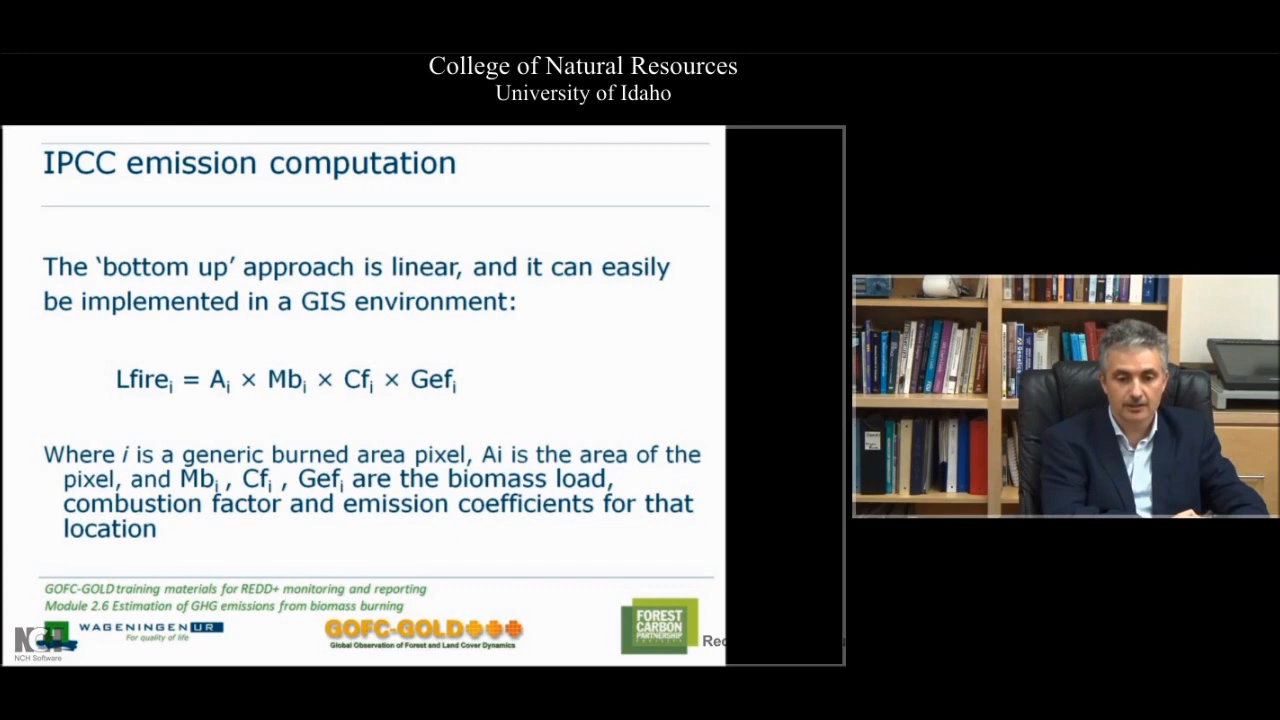 College of Natural Resources
University of Idaho
IPCC emission computation
The ‘bottom up’ approach is linear, and it can easily
be implemented in a GIS environment:
Lfireᵢ = Aᵢ × Mbᵢ × Cfᵢ × Gefᵢ
Where i is a generic burned area pixel, Ai is the area of the
pixel, and Mbᵢ , Cfᵢ , Gefᵢ are the biomass load,
combustion factor and emission coefficients for that
location
GOFC-GOLD training materials for REDD+ monitoring and reporting
Module 2.6 Estimation of GHG emissions from biomass burning
NCH
NCH Software
WAGENINGEN UR
For quality of life
GOFC-GOLD
Global Observation of Forest and Land Cover Dynamics
FOREST
CARBON
PARTNERSHIP
Rec